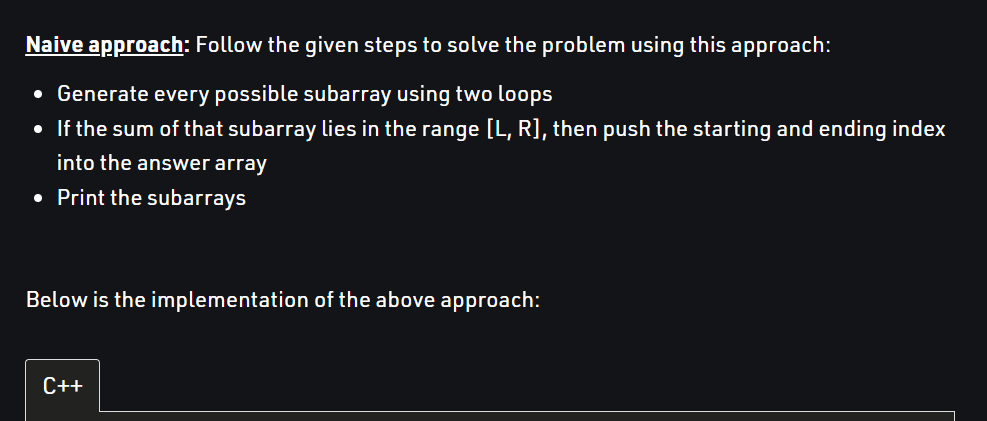 Naive approach: Follow the given steps to solve the problem using this approach:
• Generate every possible subarray using two loops
• If the sum of that subarray lies in the range [L, R], then push the starting and ending index
into the answer array
• Print the subarrays
Below is the implementation of the above approach:
C++